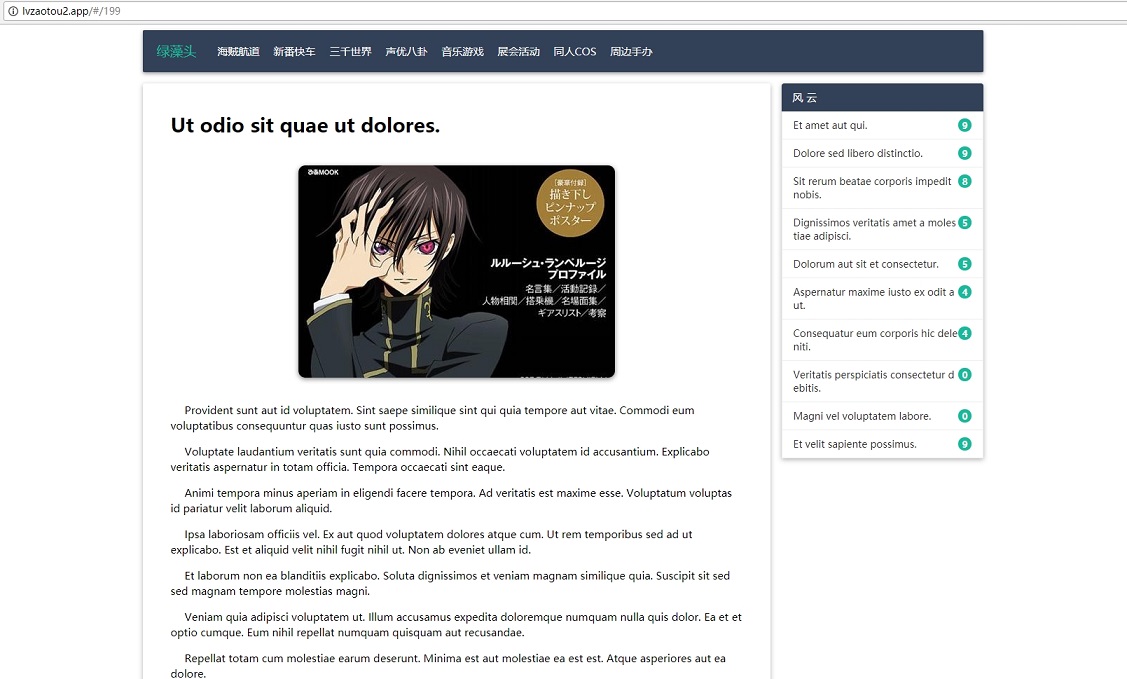 lvzaotou2.app/#/199
绿藻头 海贼航道 新番快车 三千世界 声优八卦 音乐游戏 展会活动 同人COS 周边手办
Ut odio sit quae ut dolores.
ぴあMOOK
[豪華付録]
描き下し
ピンナップ
ポスター
ルルーシュ・ランペルージ
プロファイル
名言集／活動記録／
人物相関／搭乗機／名場面集／
ギアスリスト／考察
Provident sunt aut id voluptatem. Sint saepe similique sint qui quia tempore aut vitae. Commodi eum
voluptatibus consequuntur quas iusto sunt possimus.
Voluptate laudantium veritatis sunt quia commodi. Nihil occaecati voluptatem id accusantium. Explicabo
veritatis aspernatur in totam officia. Tempora occaecati sint eaque.
Animi tempora minus aperiam in eligendi facere tempora. Ad veritatis est maxime esse. Voluptatum voluptas
id pariatur velit laborum aliquid.
Ipsa laboriosam officiis vel. Ex aut quod voluptatem dolores atque cum. Ut rem temporibus sed ad ut
explicabo. Est et aliquid velit nihil fugit nihil ut. Non ab eveniet ullam id.
Et laborum non ea blanditiis explicabo. Soluta dignissimos et veniam magnam similique quia. Suscipit sit sed
sed magnam tempore molestias magni.
Veniam quia adipisci voluptatem ut. Illum accusamus expedita doloremque numquam nulla quis dolor. Ea et et
optio cumque. Eum nihil repellat numquam quisquam aut recusandae.
Repellat totam cum molestiae earum deserunt. Minima est aut molestiae ea est est. Atque asperiores aut ea
dolore.
风 云
Et amet aut qui. 9
Dolore sed libero distinctio. 9
Sit rerum beatae corporis impedit 8
nobis.
Dignissimos veritatis amet a moles 5
tiae adipisci.
Dolorum aut sit et consectetur. 5
Aspernatur maxime iusto ex odit a 4
ut.
Consequatur eum corporis hic dele 4
niti.
Veritatis perspiciatis consectetur d 0
ebitis.
Magni vel voluptatem labore. 0
Et velit sapiente possimus. 9